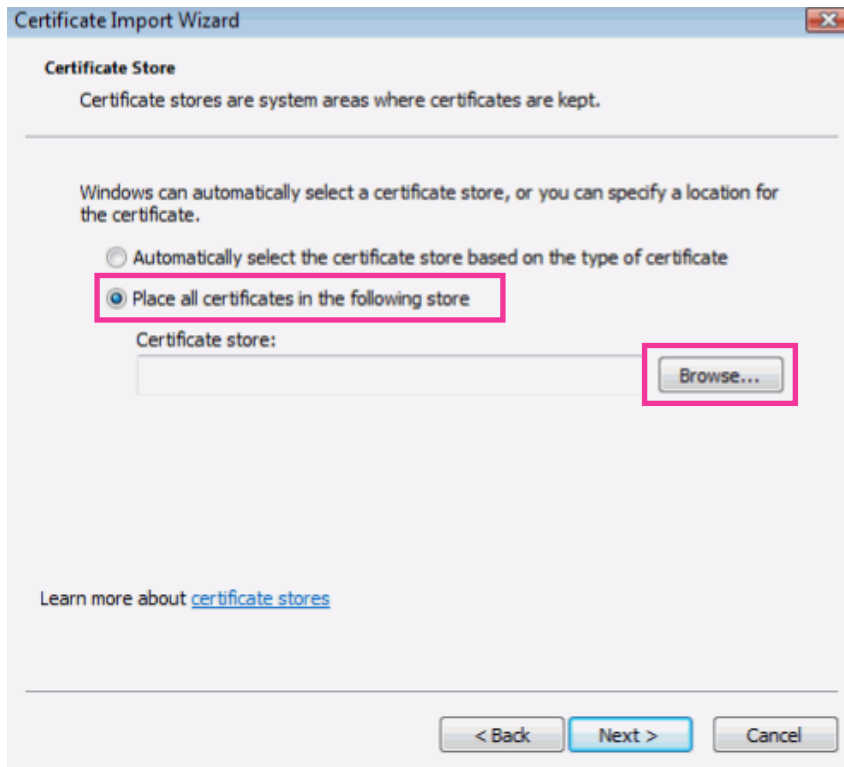 Certificate Import Wizard
Certificate Store
Certificate stores are system areas where certificates are kept.
Windows can automatically select a certificate store, or you can specify a location for
the certificate.
Automatically select the certificate store based on the type of certificate
Place all certificates in the following store
Certificate store:
Browse...
Learn more about certificate stores
< Back
Next >
Cancel